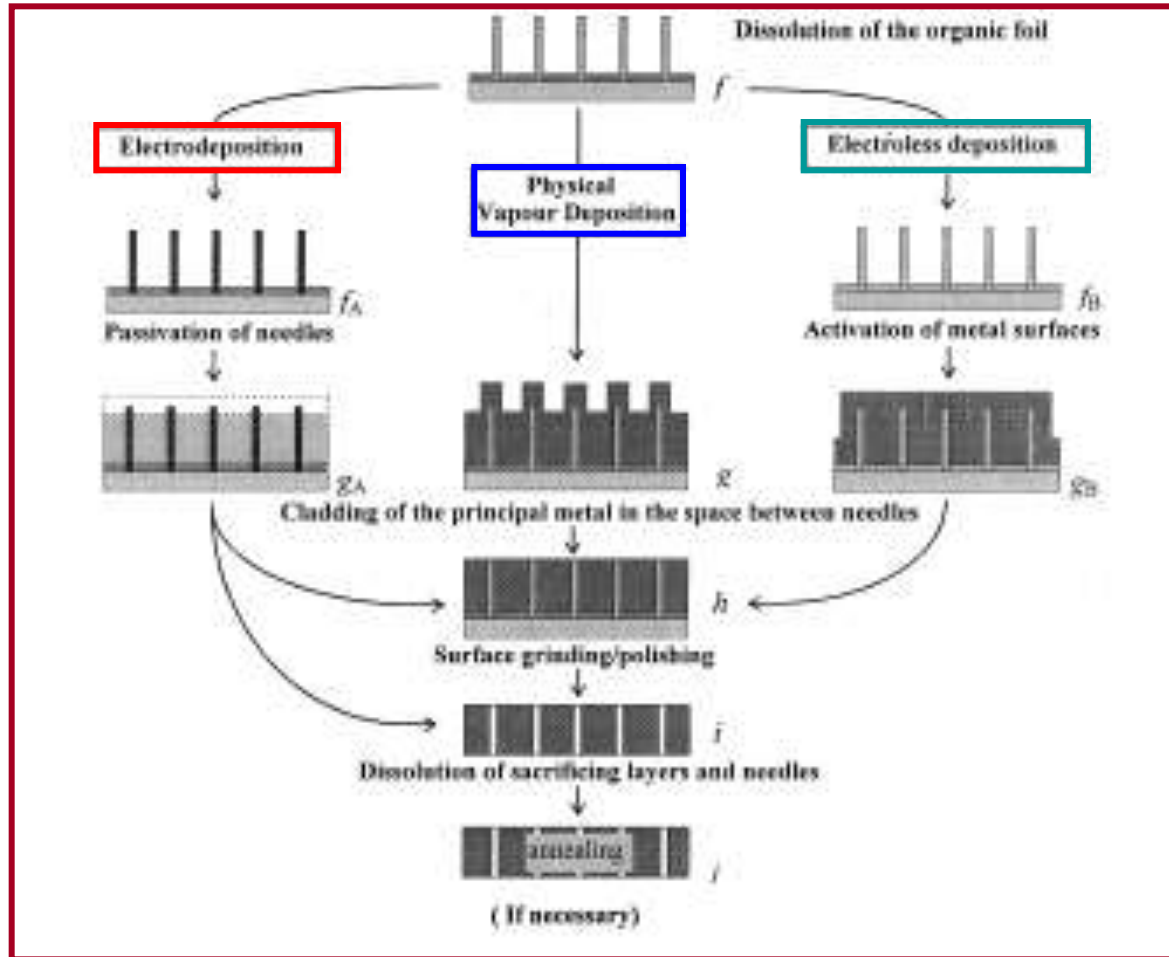 Dissolution of the organic foil
f
Electrodeposition
Physical
Vapour Deposition
Electroless deposition
fA
Passivation of needles
fB
Activation of metal surfaces
gA
g
gB
Cladding of the principal metal in the space between needles
h
Surface grinding/polishing
i
Dissolution of sacrificing layers and needles
annealing
( If necessary)